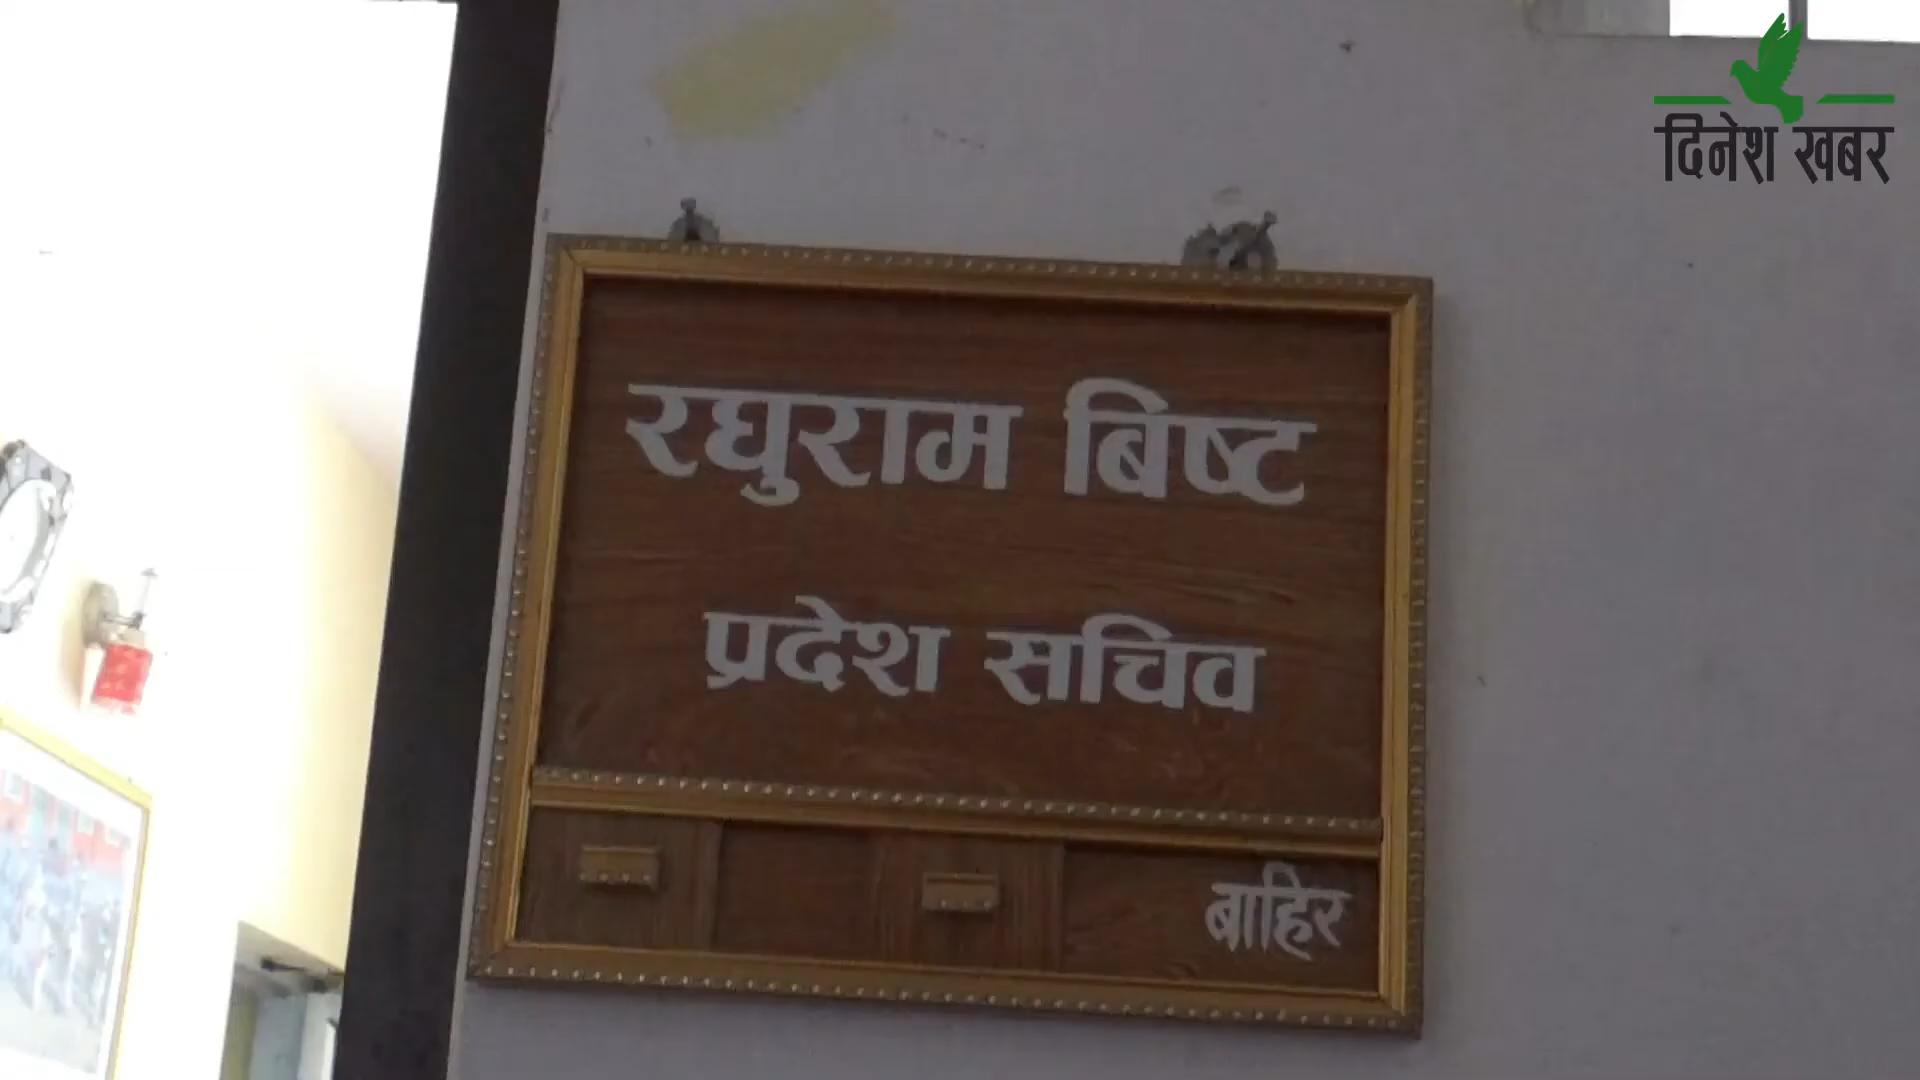 दिनेश खबर
रघुराम बिष्ट
प्रदेश सचिव
बाहिर